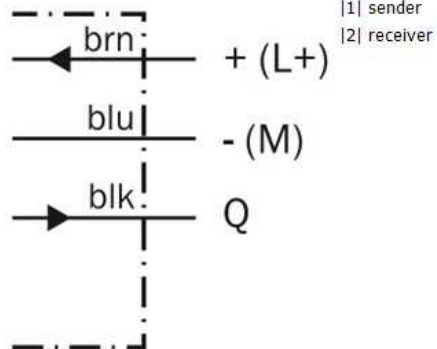 |1| sender
|2| receiver
brn + (L+)
blu - (M)
blk Q